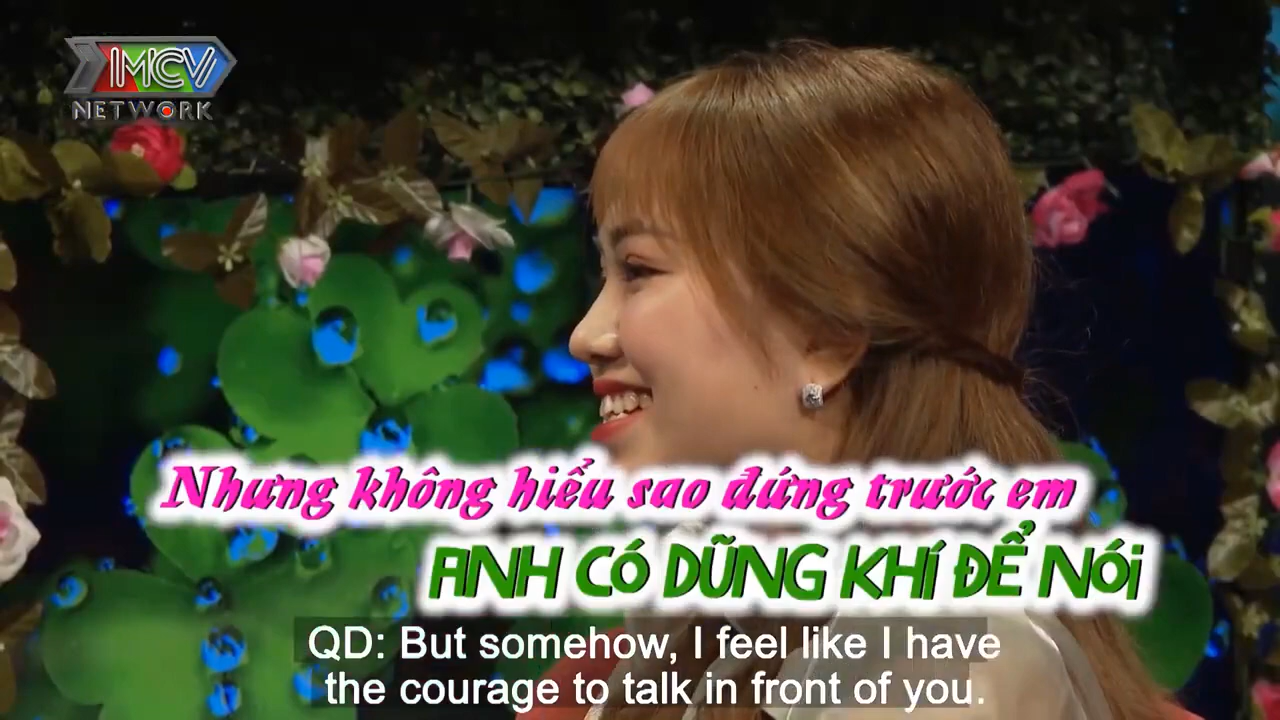 MCV
NETWORK
Nhưng không hiểu sao đứng trước em
ANH CÓ DŨNG KHÍ ĐỂ NÓI
QD: But somehow, I feel like I have
the courage to talk in front of you.